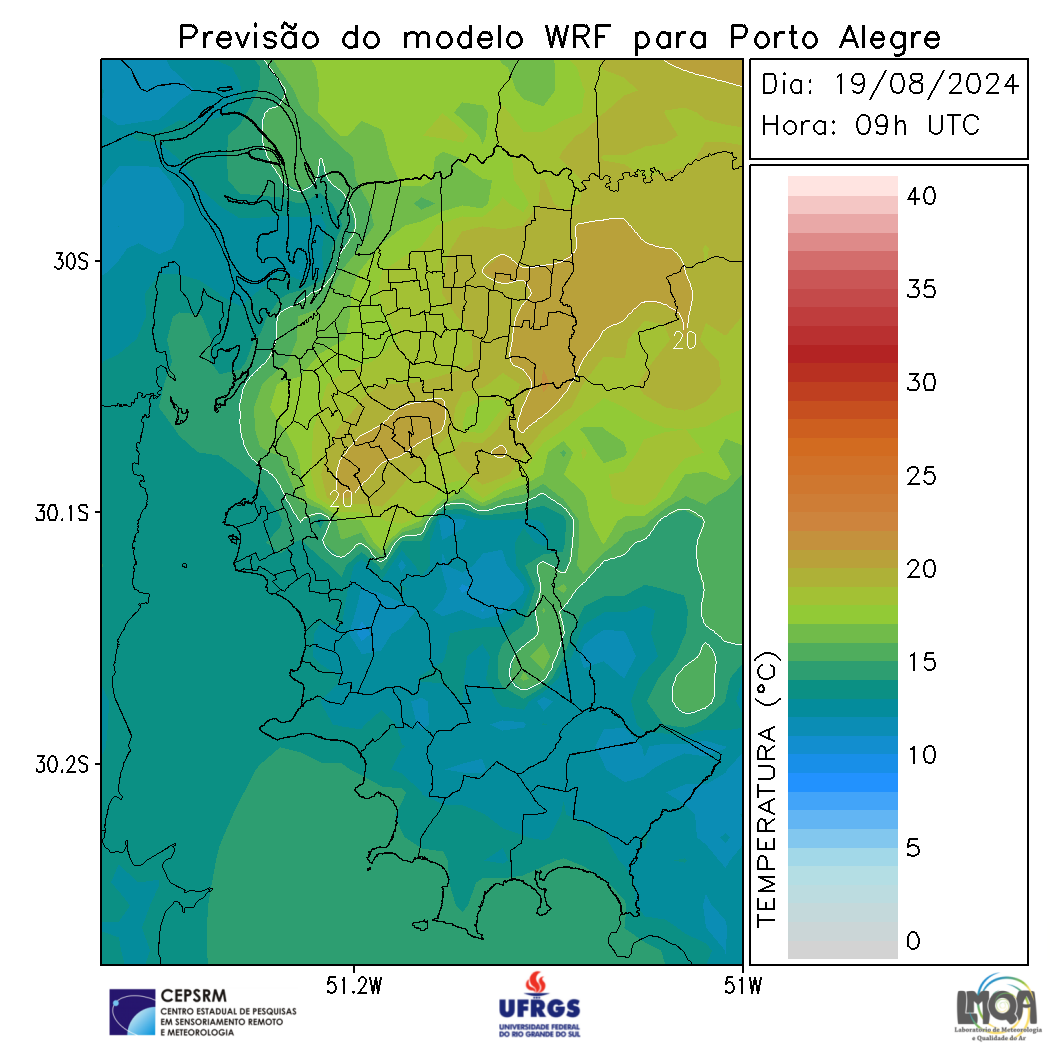 Previsão do modelo WRF para Porto Alegre
Dia: 19/08/2024
Hora: 09h UTC
30S
30.1S
30.2S
51.2W
51W
20
20
40
35
30
25
20
15
10
5
0
TEMPERATURA (°C)
CEPSRM
CENTRO ESTADUAL DE PESQUISAS
EM SENSORIAMENTO REMOTO
E METEOROLOGIA
UFRGS
UNIVERSIDADE FEDERAL
DO RIO GRANDE DO SUL
LMQA
Laboratório de Meteorologia
e Qualidade do Ar